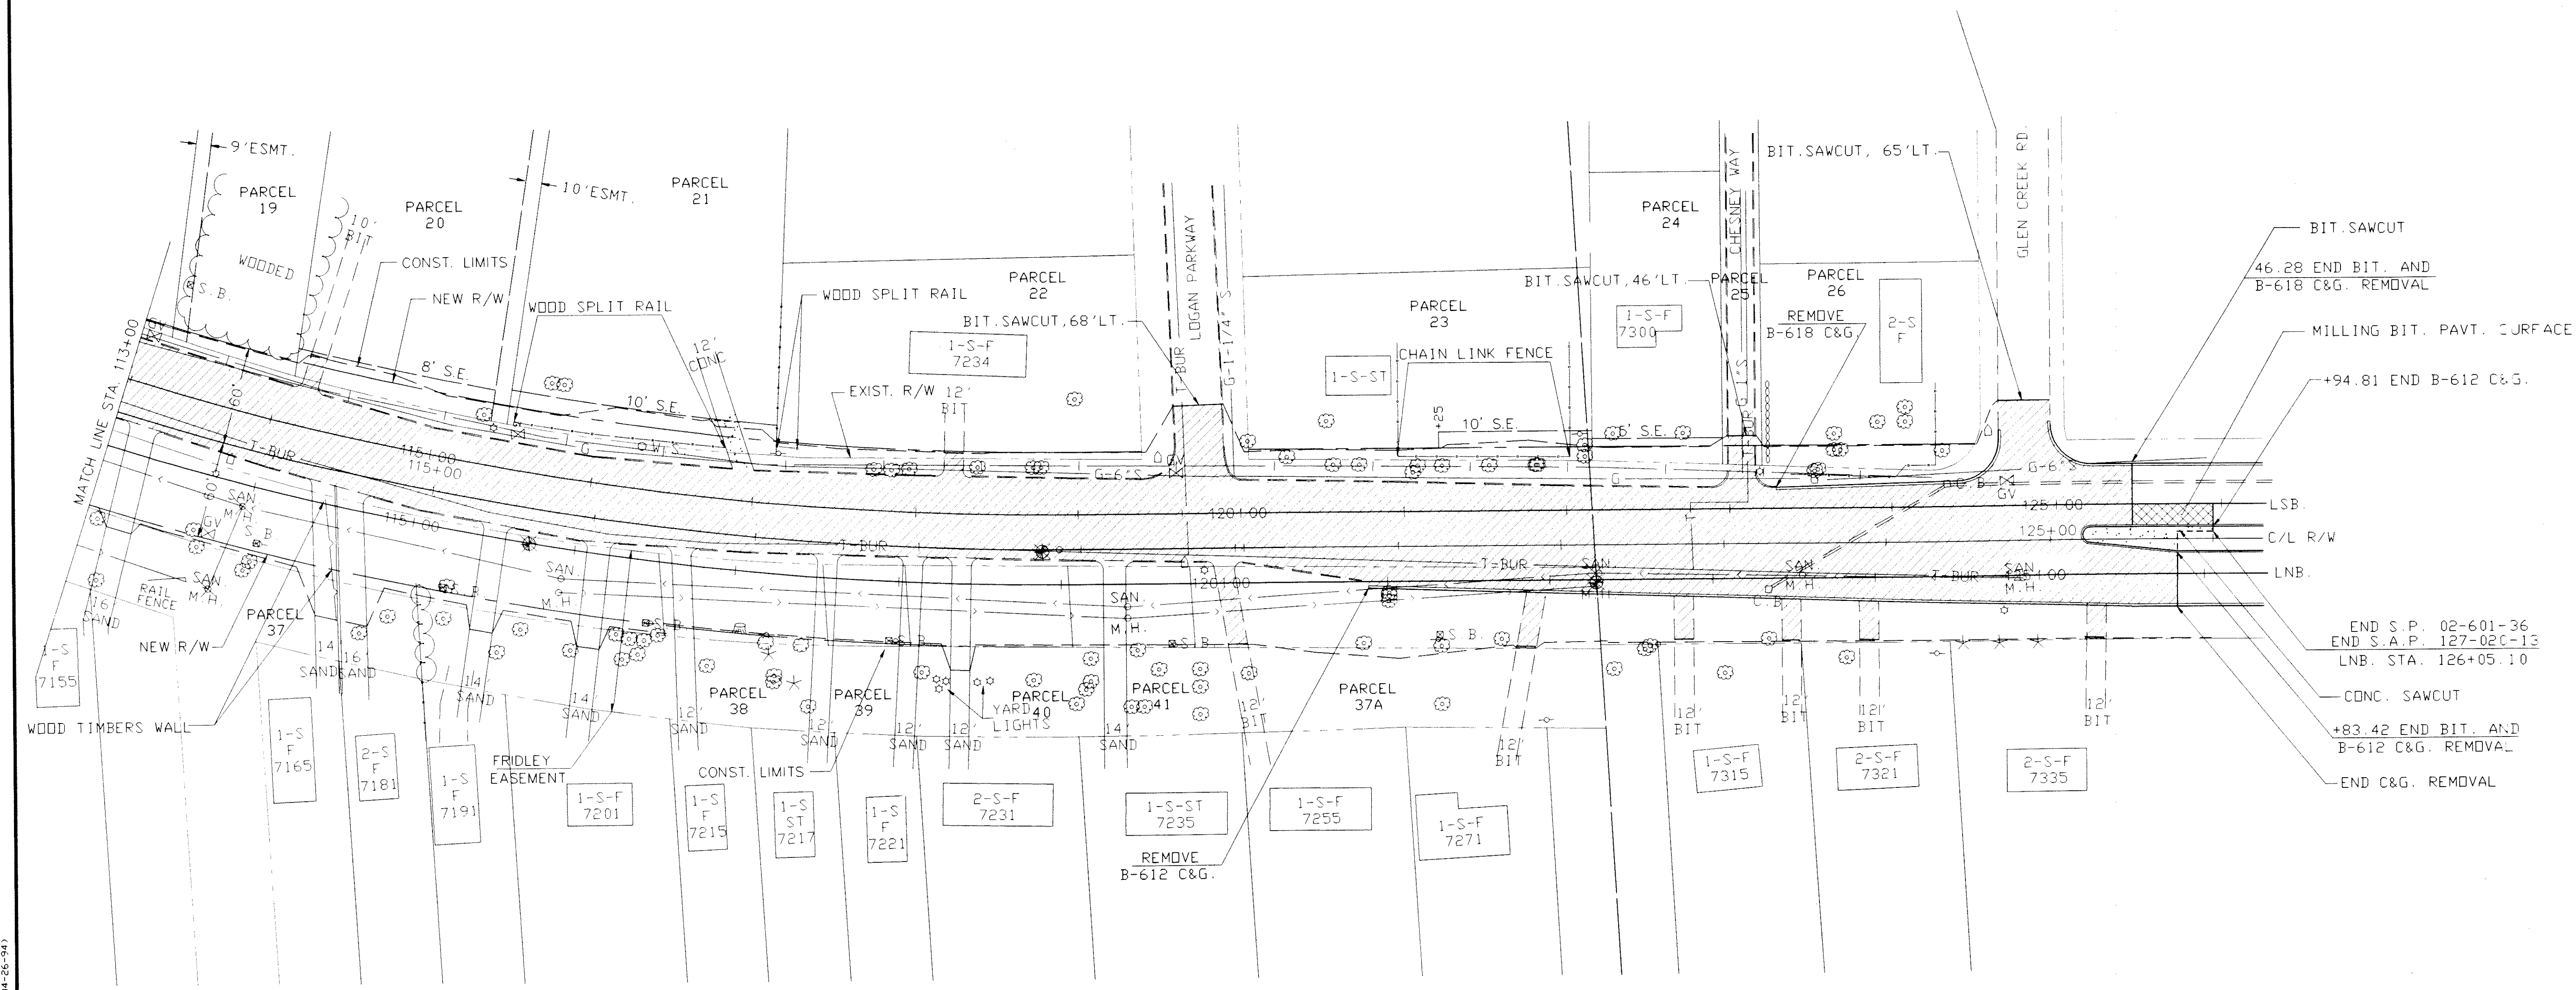 9'ESMT.
PARCEL
19
10'
BIT
PARCEL
20
10'ESMT.
PARCEL
21
WOODED
S.B.
CONST. LIMITS
NEW R/W
WOOD SPLIT RAIL
8' S.E.
10' S.E.
12'
CONC
WOOD SPLIT RAIL
PARCEL
22
1-S-F
7234
EXIST. R/W
12'
BIT
BIT.SAWCUT,68'LT.
T-BUR
LOGAN PARKWAY
G-1-1/4" S
PARCEL
23
1-S-ST
CHAIN LINK FENCE
+25
10' S.E.
5' S.E.
BIT.SAWCUT,46'LT.
PARCEL
24
1-S-F
7300
CHESNEY WAY
PARCEL
25
T-BUR G-1"S
REMOVE
B-618 C&G.
PARCEL
26
2-S
F
BIT.SAWCUT, 65'LT.
GLEN CREEK RD.
BIT.SAWCUT
46.28 END BIT. AND
B-618 C&G. REMOVAL
MILLING BIT. PAVT. SURFACE
+94.81 END B-612 C&G.
LSB.
C/L R/W
LNB.
END S.P. 02-601-36
END S.A.P. 127-020-13
LNB. STA. 126+05.10
CONC. SAWCUT
+83.42 END BIT. AND
B-612 C&G. REMOVAL
END C&G. REMOVAL
MATCH LINE STA. 113+00
GV
60'
60'
T-BUR
115+00
115+00
115+00
G
W.S.
G-6"S
GV
G
G-6"S
GV
C.B
120+00
120+00
125+00
125+00
125+00
T-BUR
T-BUR
T-BUR
SAN
M.H.
GV
S.B
SAN.
M.H.
SAN.
M.H
SAN.
M.H.
SAN.
M.H
SAN
M.H
SAN.
M.H.
C.B
S.B.
S.B.
S.B.
S.B.
S.B.
RAIL
FENCE
16'
SAND
PARCEL
37
NEW R/W
14'
SAND
16'
SAND
14'
SAND
14'
SAND
12'
SAND
PARCEL
38
12'
SAND
PARCEL
39
12'
SAND
12'
SAND
YARD
LIGHTS
PARCEL
40
14'
SAND
PARCEL
41
12'
BIT
PARCEL
37A
12'
BIT
12'
BIT
12'
BIT
12'
BIT
12'
BIT
WOOD TIMBERS WALL
FRIDLEY
EASEMENT
CONST. LIMITS
REMOVE
B-612 C&G.
1-S
F
7155
1-S
F
7165
2-S
F
7181
1-S
F
7191
1-S-F
7201
1-S
F
7215
1-S
ST
7217
1-S
F
7221
2-S-F
7231
1-S-ST
7235
1-S-F
7255
1-S-F
7271
1-S-F
7315
2-S-F
7321
2-S-F
7335